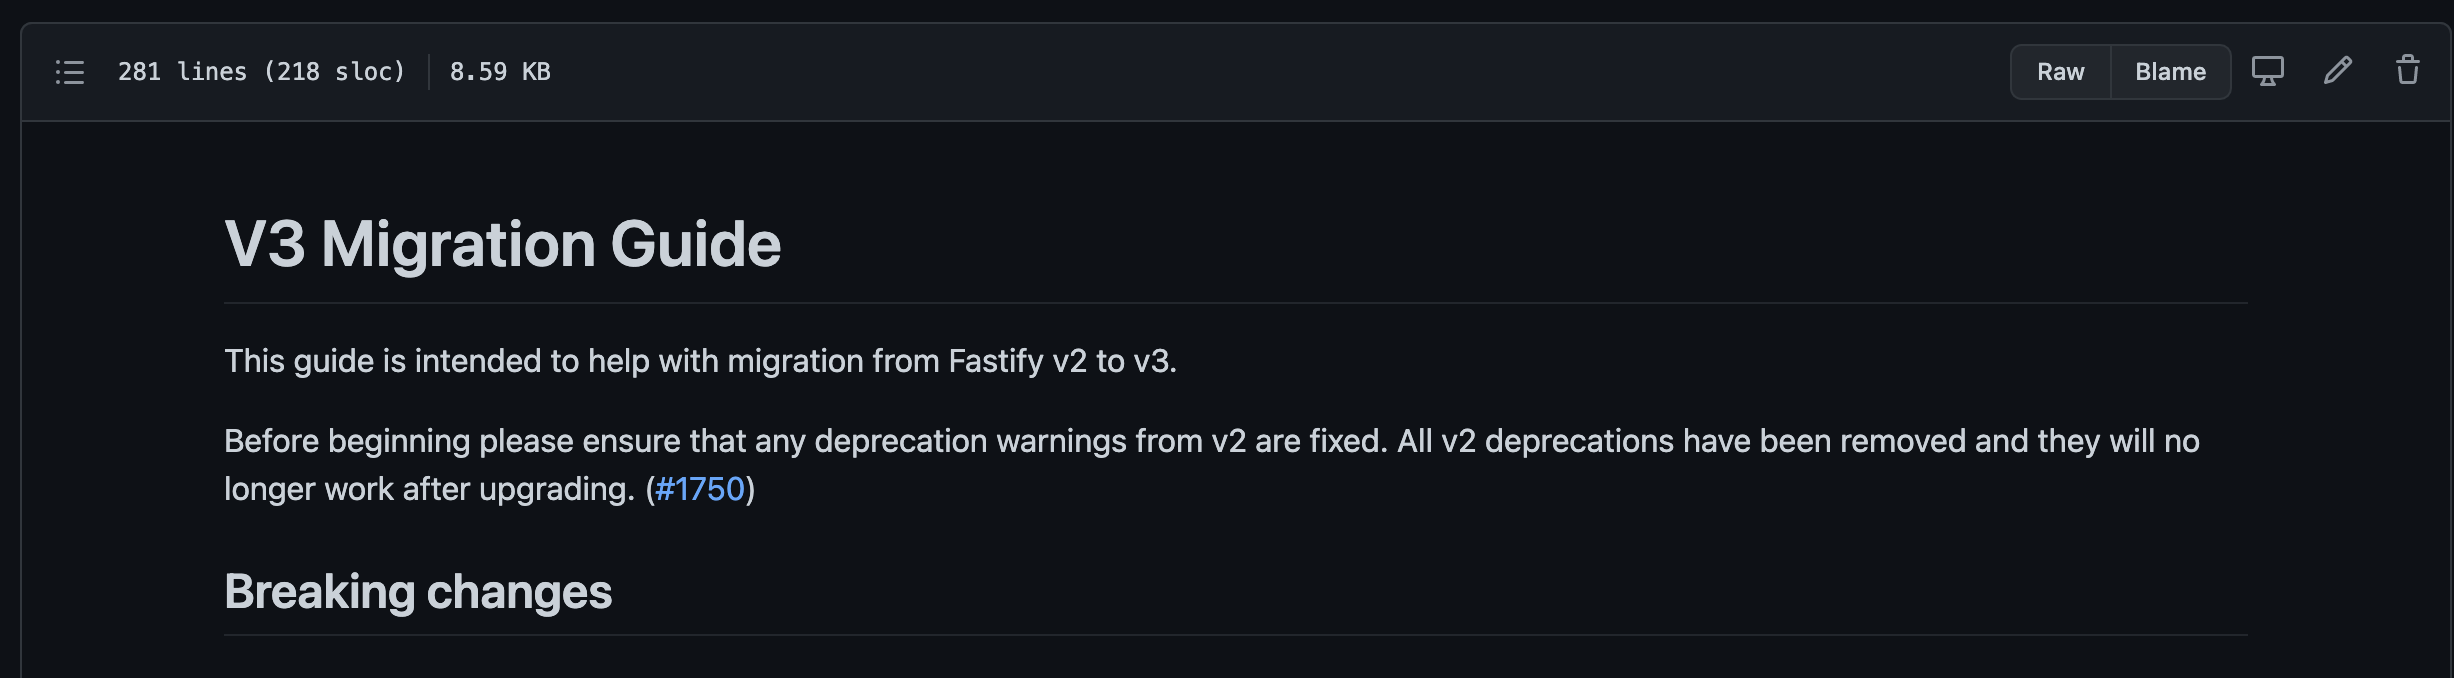 281 lines (218 sloc) 8.59 KB Raw Blame
V3 Migration Guide
This guide is intended to help with migration from Fastify v2 to v3.
Before beginning please ensure that any deprecation warnings from v2 are fixed. All v2 deprecations have been removed and they will no
longer work after upgrading. (#1750)
Breaking changes